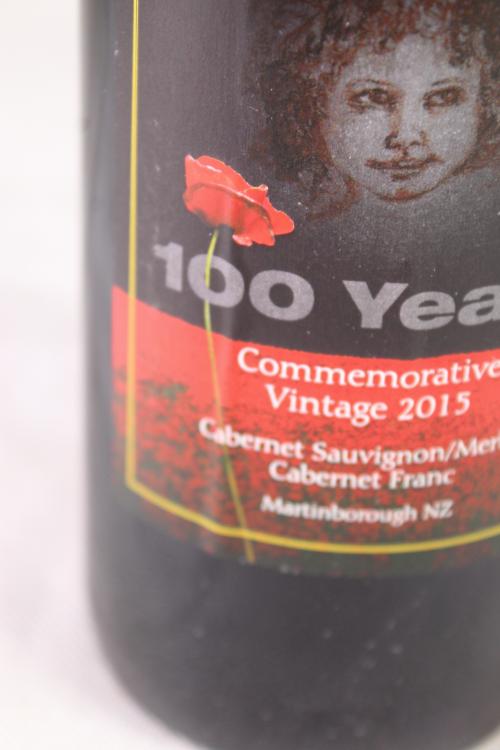 100 Yea
Commemorative
Vintage 2015
Cabernet Sauvignon/Merl
Cabernet Franc
Martinborough NZ